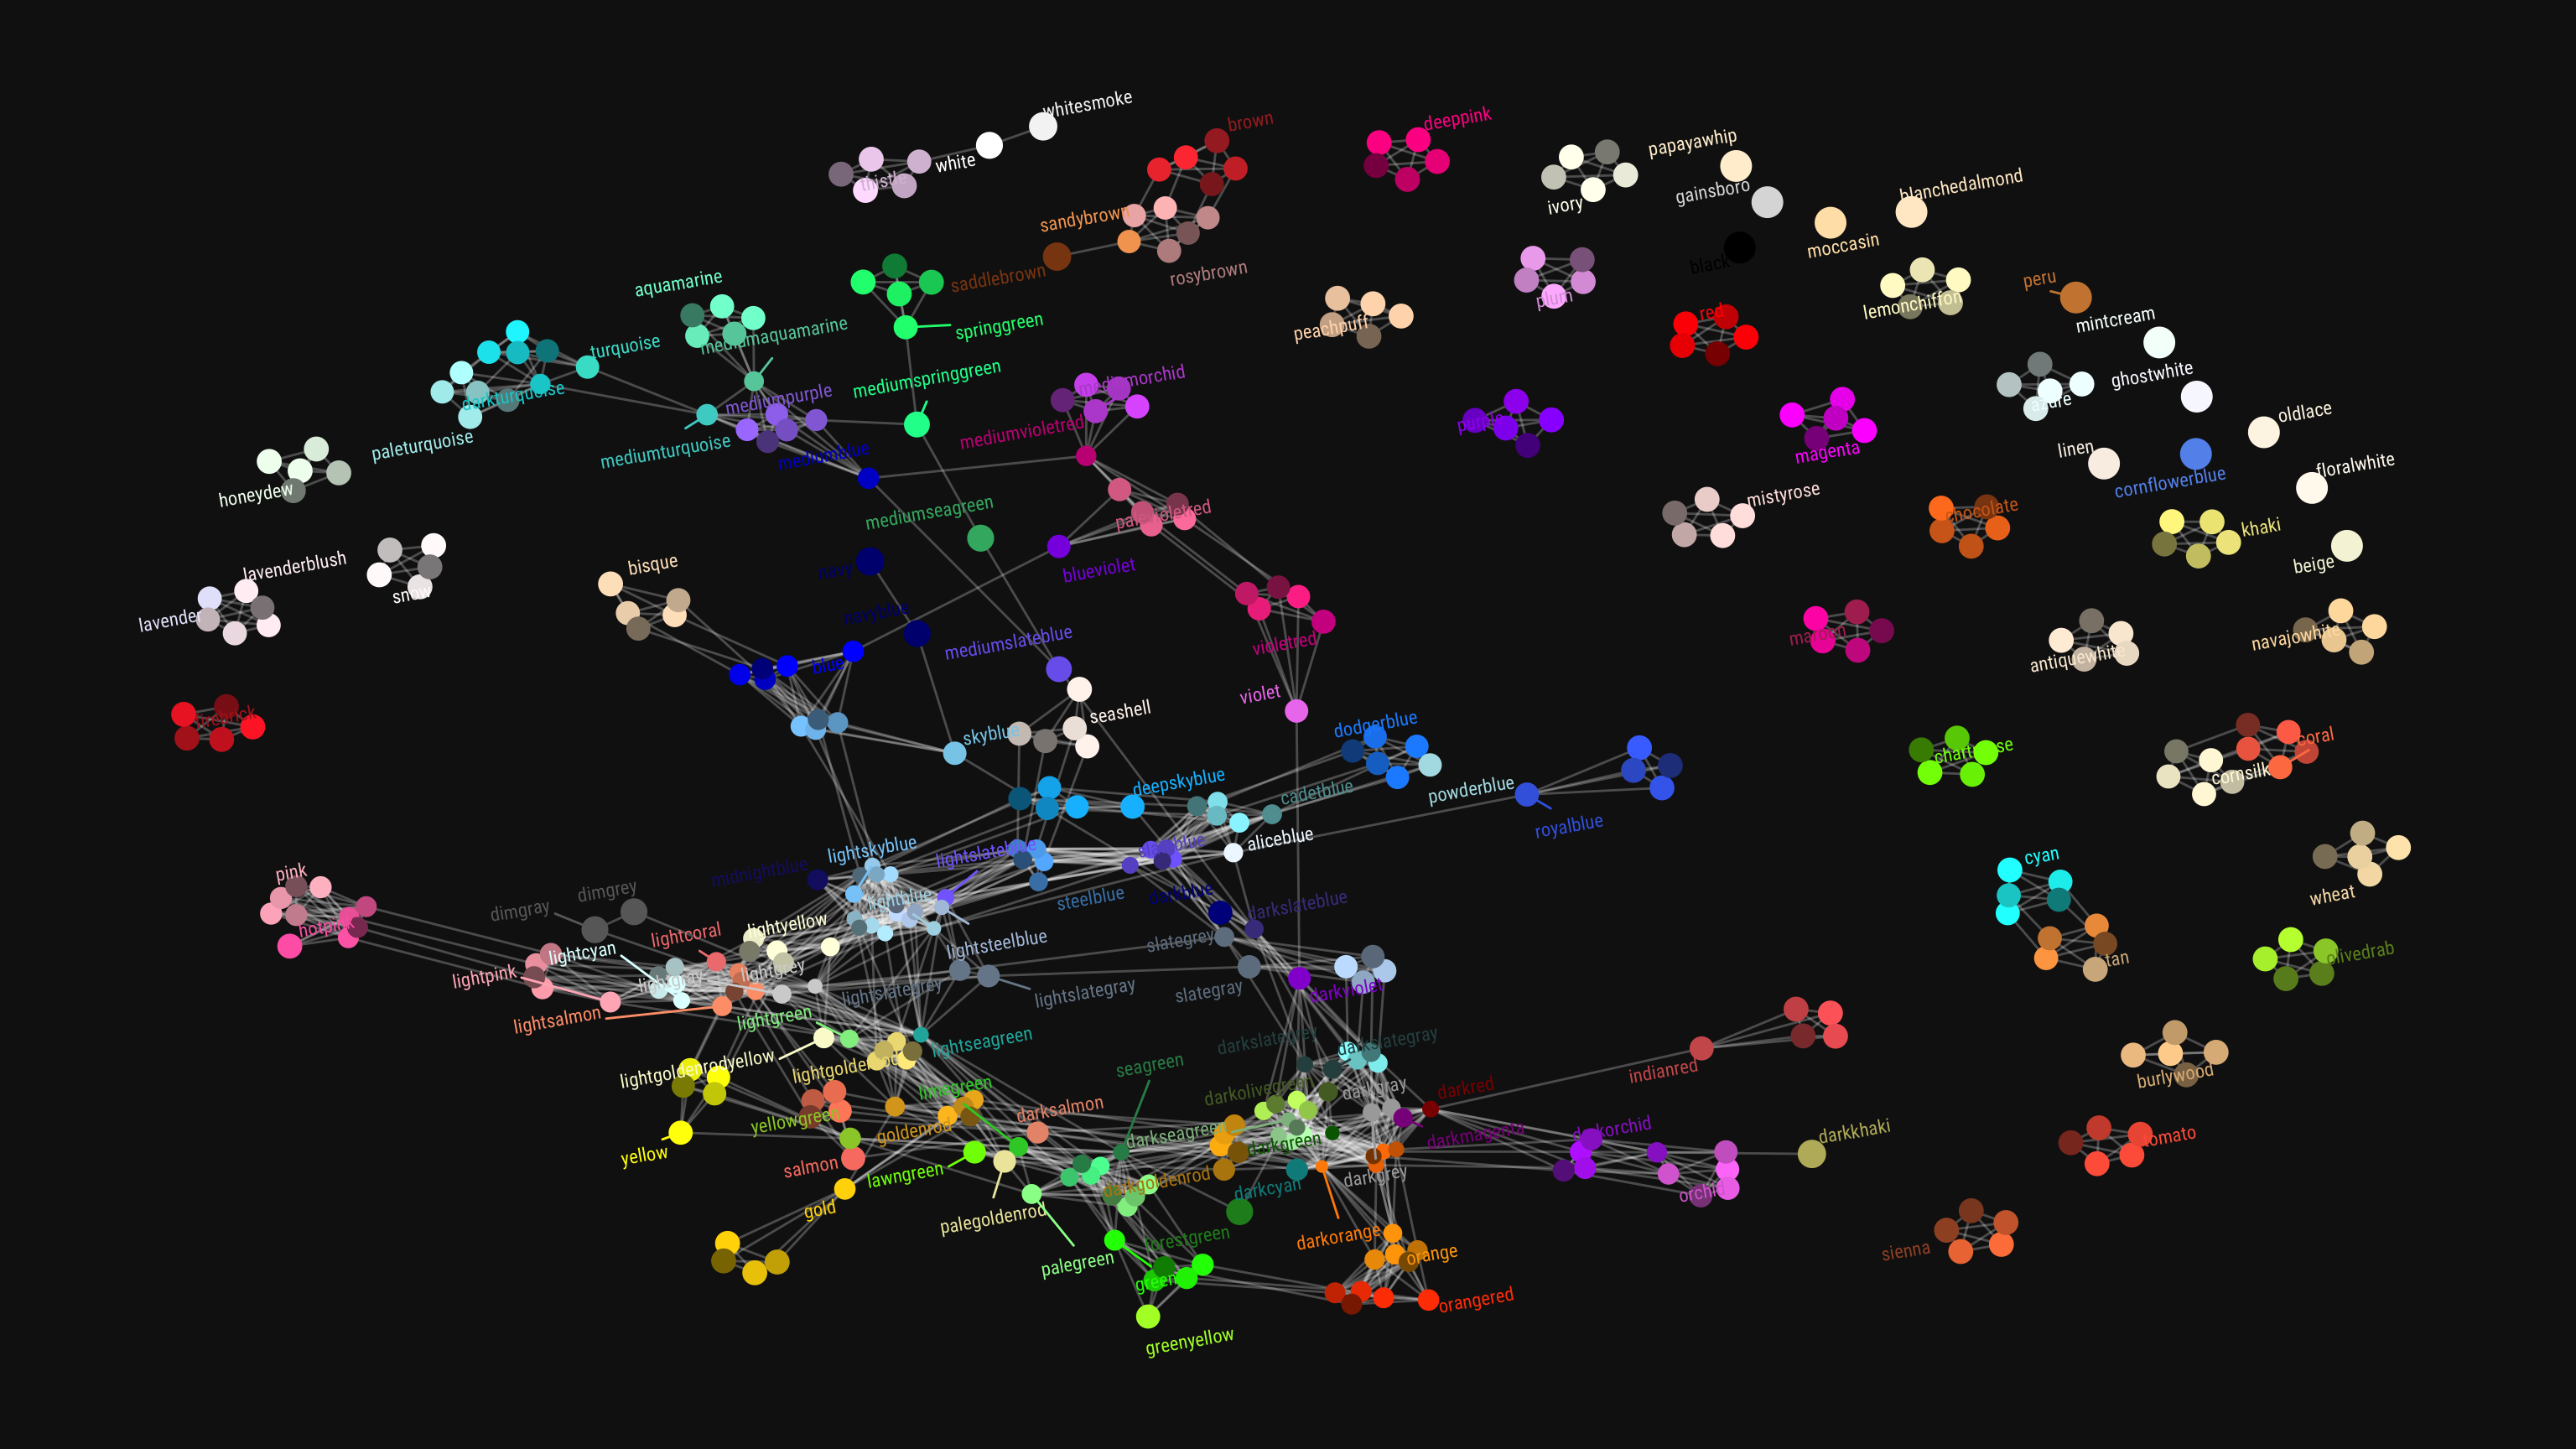 whitesmoke
white
thistle
brown
deeppink
papayawhip
gainsboro
blanchedalmond
ivory
sandybrown
moccasin
black
rosybrown
saddlebrown
aquamarine
plum
peru
lemonchiffon
mintcream
mediumaquamarine
springgreen
peachpuff
red
turquoise
mediumspringgreen
mediumorchid
ghostwhite
azure
darkturquoise
mediumpurple
oldlace
paleturquoise
mediumvioletred
purple
magenta
linen
mediumturquoise
mediumblue
cornflowerblue
floralwhite
honeydew
mistyrose
mediumseagreen
palevioletred
chocolate
khaki
lavenderblush
snow
bisque
navy
blueviolet
beige
lavender
navyblue
mediumslateblue
violetred
maroon
antiquewhite
navajowhite
blue
violet
firebrick
seashell
skyblue
dodgerblue
chartreuse
coral
cornsilk
deepskyblue
cadetblue
powderblue
royalblue
aliceblue
lightskyblue
lightslateblue
slateblue
cyan
pink
midnightblue
dimgrey
dimgray
lightblue
steelblue
darkblue
darkslateblue
wheat
hotpink
lightcoral
lightyellow
lightcyan
lightsteelblue
slategrey
tan
olivedrab
lightpink
lightgray
lightgrey
lightslategrey
lightslategray
slategray
darkviolet
lightsalmon
lightgreen
lightseagreen
darkslategrey
darkslategray
lightgoldenrodyellow
lightgoldenrod
limegreen
seagreen
darkolivegreen
darkgray
darkred
indianred
burlywood
yellowgreen
goldenrod
darksalmon
darkseagreen
darkgreen
darkmagenta
darkorchid
darkkhaki
tomato
yellow
salmon
lawngreen
darkgoldenrod
darkcyan
darkgrey
orchid
gold
palegoldenrod
palegreen
forestgreen
darkorange
orange
sienna
green
orangered
greenyellow